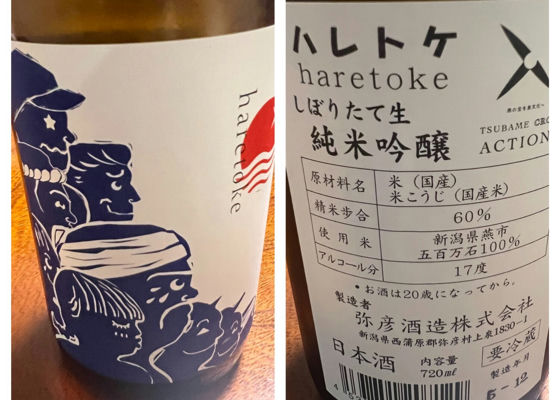 haretoke
ハレトケ
haretoke
しぼりたて生
純米吟醸
TSUBAME CRO
ACTION
原材料名 米（国産）
米こうじ（国産米）
精米歩合 60%
使用米 新潟県燕市
五百万石100%
アルコール分 17度
•お酒は20歳になってから。
製造者
弥彦酒造株式会社
新潟県西蒲原郡弥彦村上泉1830-1
日本酒 内容量
720ml
要冷蔵
製造年月